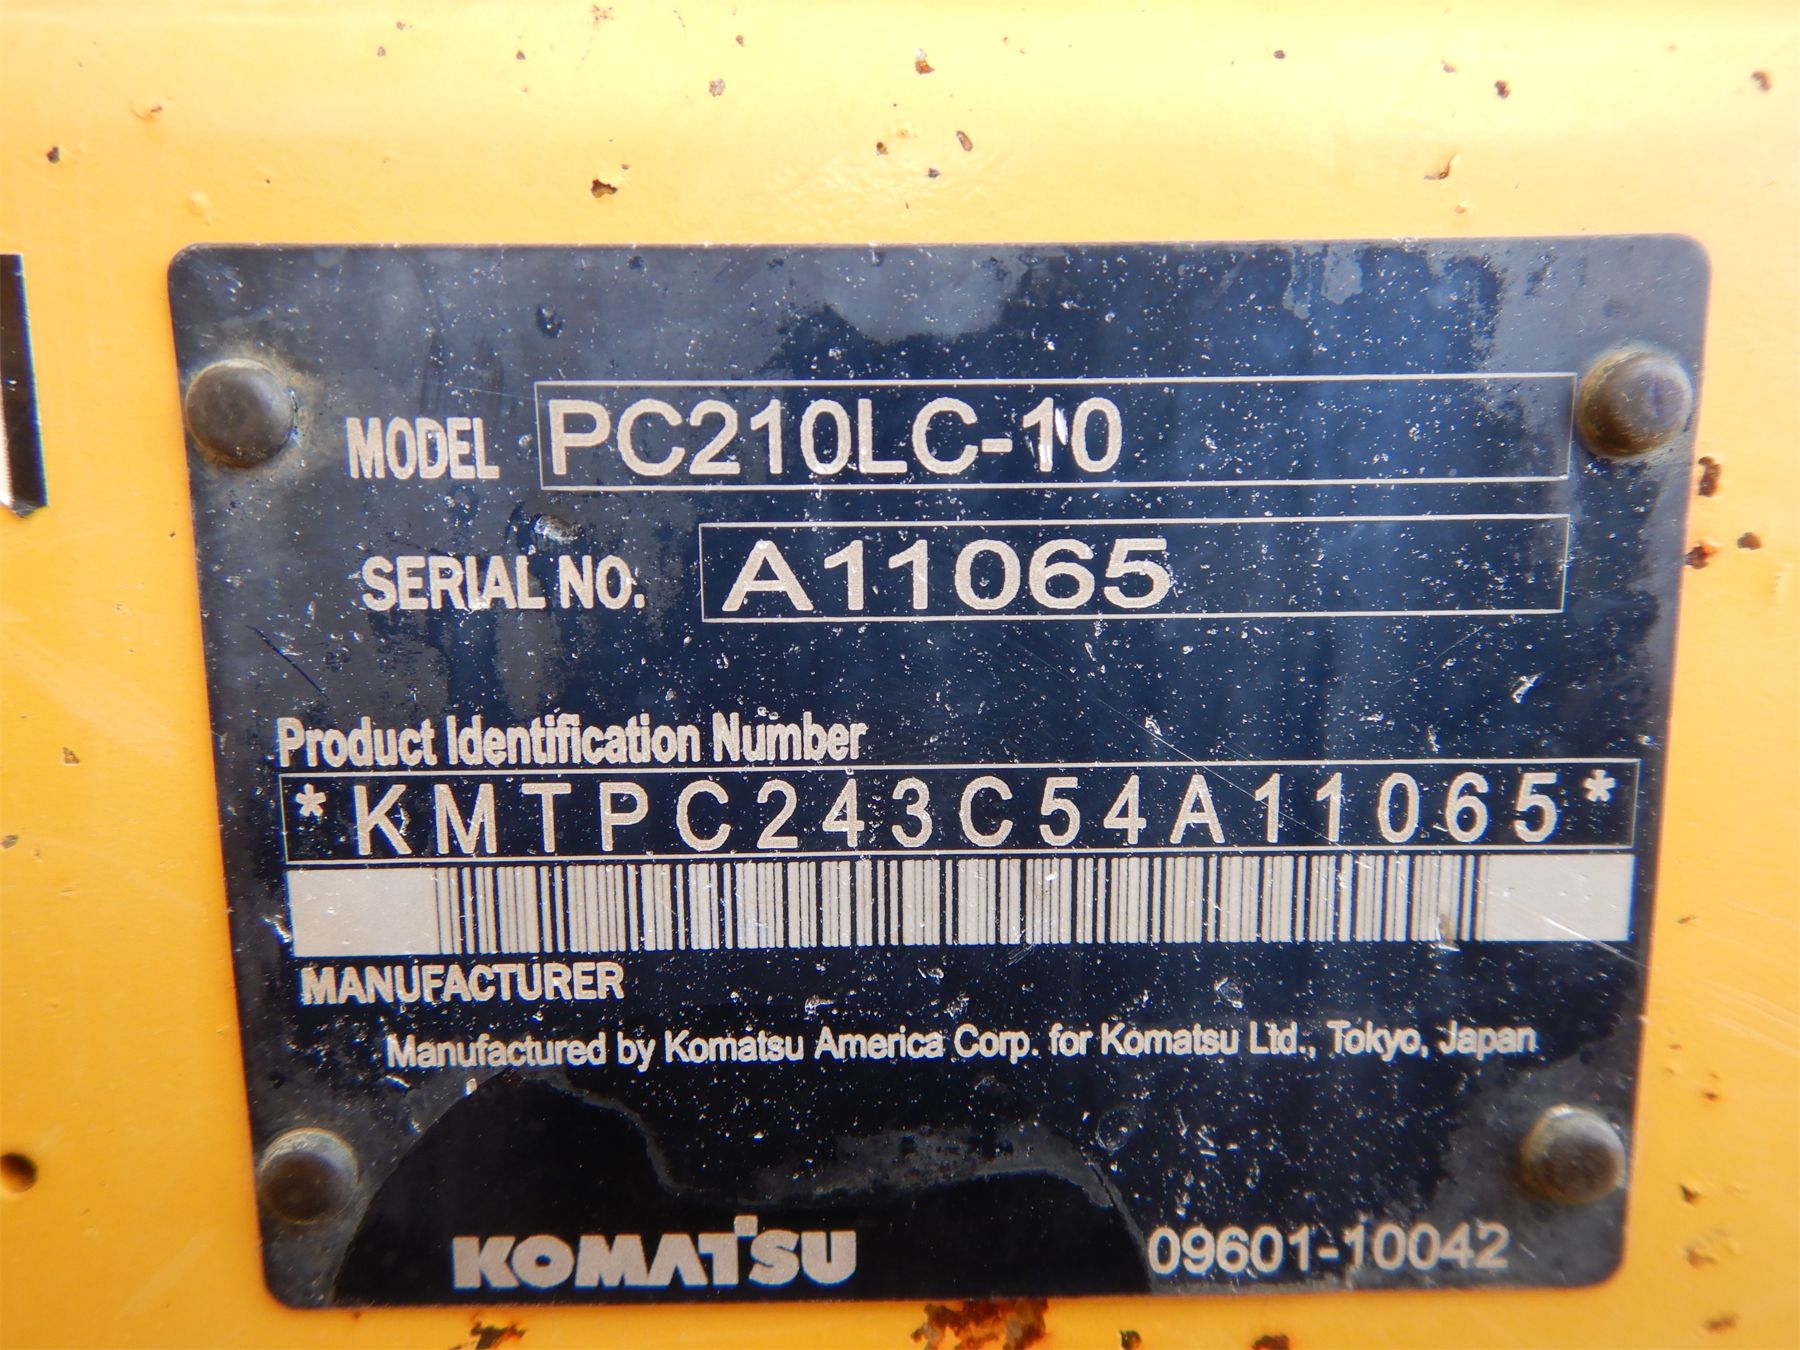 MODEL PC210LC-10
SERIAL NO. A11065
Product Identification Number
*KMTPC243C54A11065*
MANUFACTURER
Manufactured by Komatsu America Corp. for Komatsu Ltd., Tokyo, Japan
KOMATSU 09601-10042